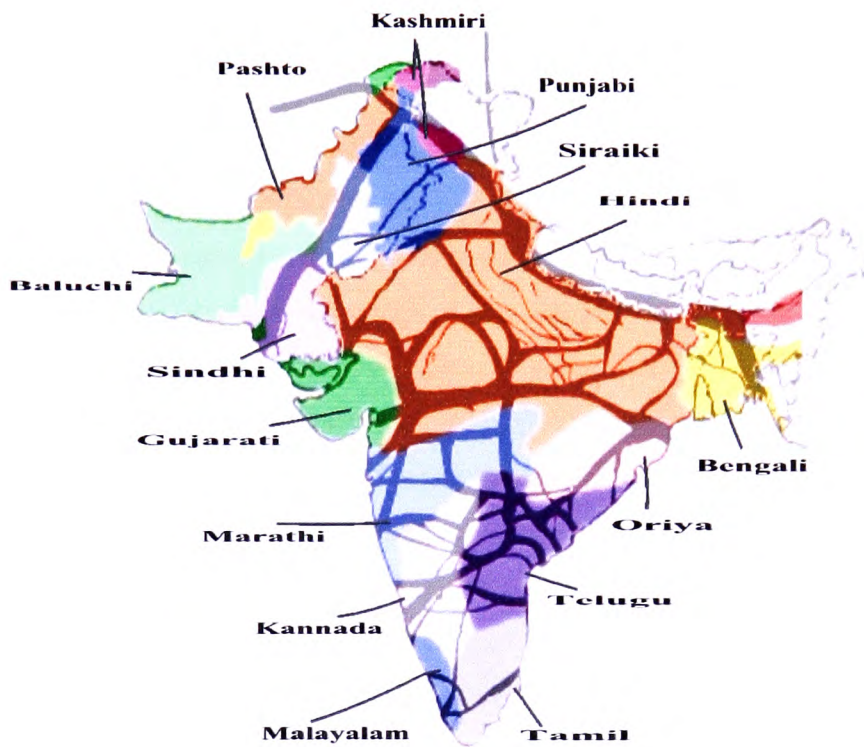 Kashmiri
Pashto
Punjabi
Siraiki
Hindi
Baluchi
Sindhi
Gujarati
Bengali
Oriya
Marathi
Telugu
Kannada
Malayalam
Tamil